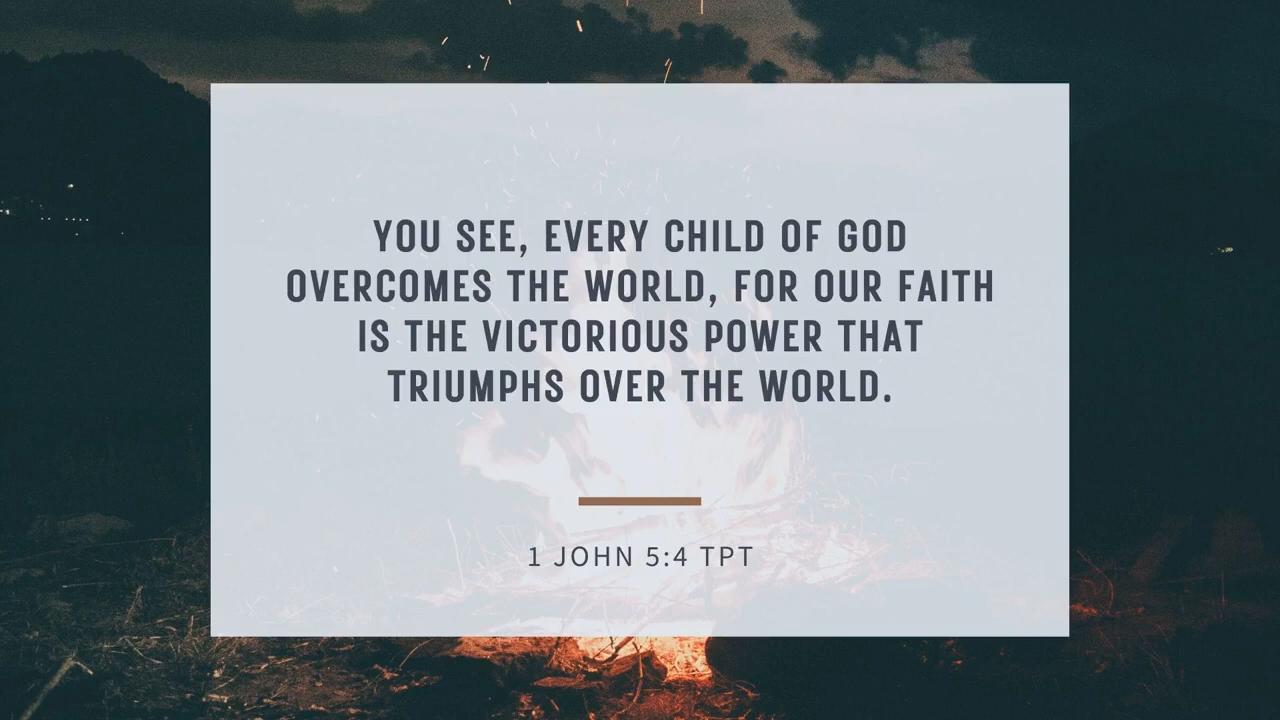 YOU SEE, EVERY CHILD OF GOD
OVERCOMES THE WORLD, FOR OUR FAITH
IS THE VICTORIOUS POWER THAT
TRIUMPHS OVER THE WORLD.
1 JOHN 5:4 TPT